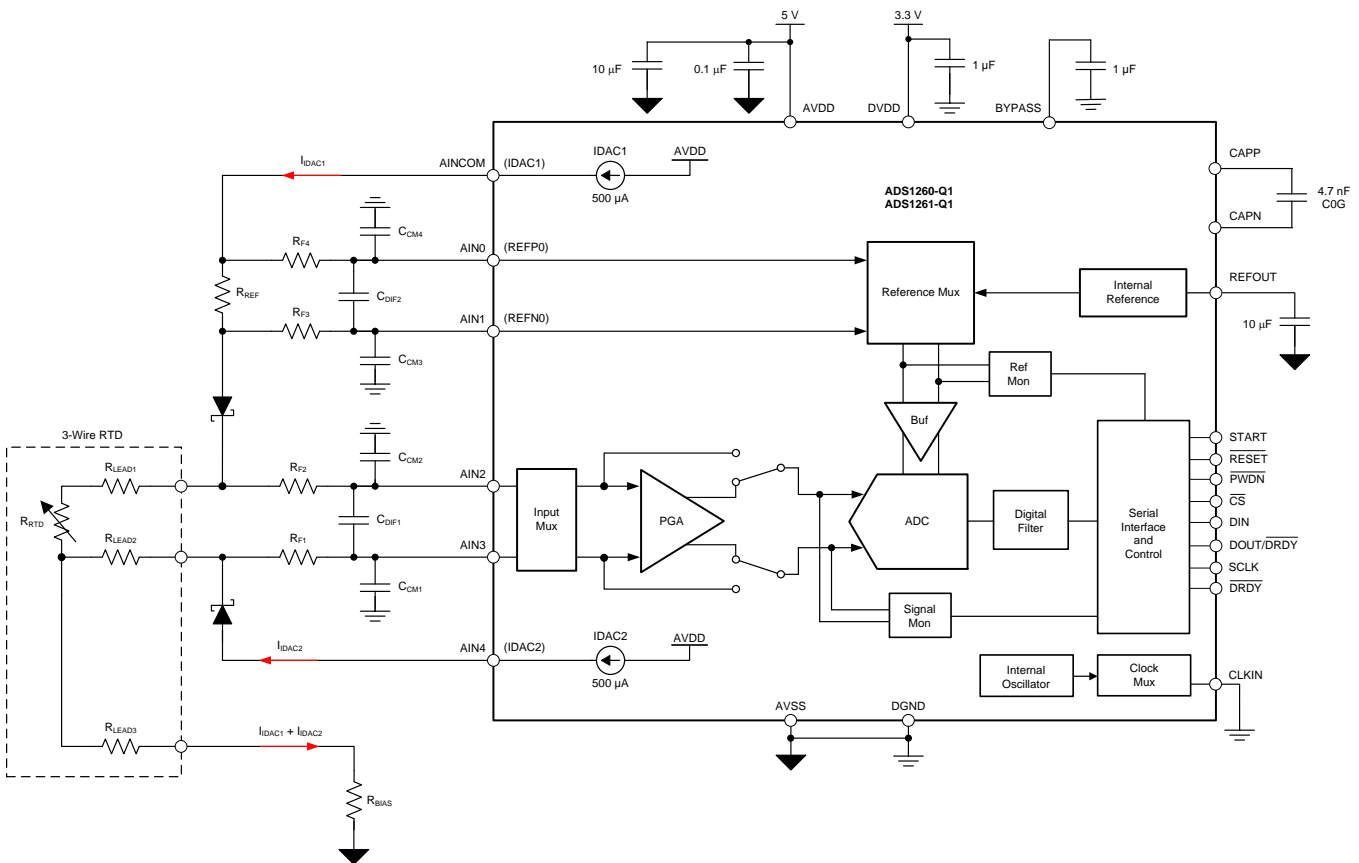 5 V
3.3 V
10 μF
0.1 μF
1 μF
1 μF
AVDD
DVDD
BYPASS
IIDAC1
AINCOM
(IDAC1)
IDAC1
500 μA
AVDD
ADS1260-Q1
ADS1261-Q1
CAPP
4.7 nF
C0G
CAPN
CCM4
RF4
AIN0
(REFP0)
RREF
CDIF2
Reference Mux
Internal
Reference
REFOUT
RF3
AIN1
(REFN0)
10 μF
CCM3
Ref
Mon
Buf
3-Wire RTD
CCM2
START
RESET
PWDN
CS
DIN
DOUT/DRDY
SCLK
DRDY
RLEAD1
RF2
AIN2
RRTD
CDIF1
Input
Mux
PGA
ADC
Digital
Filter
Serial
Interface
and
Control
RLEAD2
RF1
AIN3
CCM1
Signal
Mon
IIDAC2
AIN4
(IDAC2)
IDAC2
500 μA
AVDD
Internal
Oscillator
Clock
Mux
CLKIN
AVSS
DGND
RLEAD3
IIDAC1 + IIDAC2
RBIAS